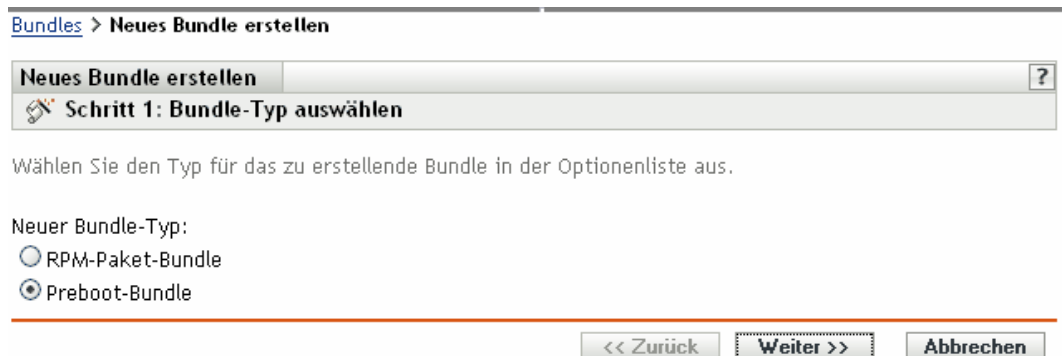 Bundles > Neues Bundle erstellen
Neues Bundle erstellen ?
Schritt 1: Bundle-Typ auswählen
Wählen Sie den Typ für das zu erstellende Bundle in der Optionenliste aus.
Neuer Bundle-Typ:
RPM-Paket-Bundle
Preboot-Bundle
<< Zurück Weiter >> Abbrechen